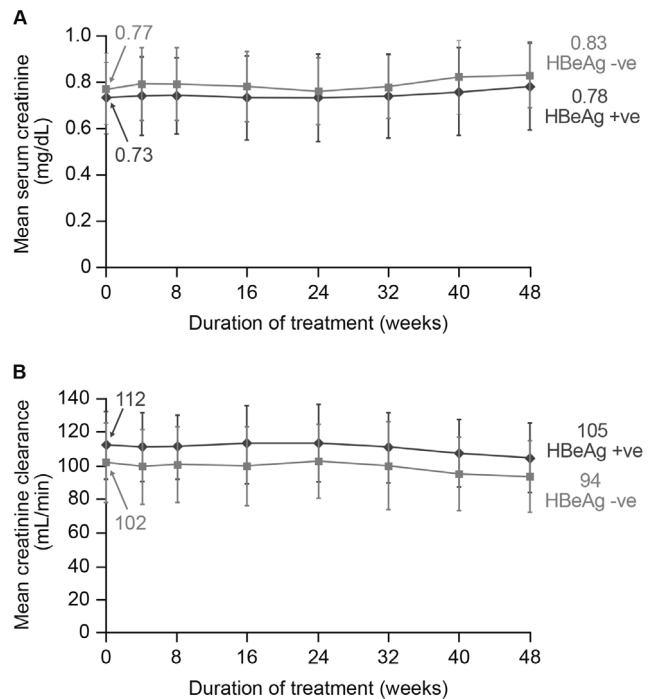 A
Mean serum creatinine
(mg/dL)
1.0
0.8
0.6
0.4
0.2
0
0.77
0.73
0.83
HBeAg -ve
0.78
HBeAg +ve
0 8 16 24 32 40 48
Duration of treatment (weeks)
B
Mean creatinine clearance
(mL/min)
140
120
100
80
60
40
20
0
112
102
105
HBeAg +ve
94
HBeAg -ve
0 8 16 24 32 40 48
Duration of treatment (weeks)